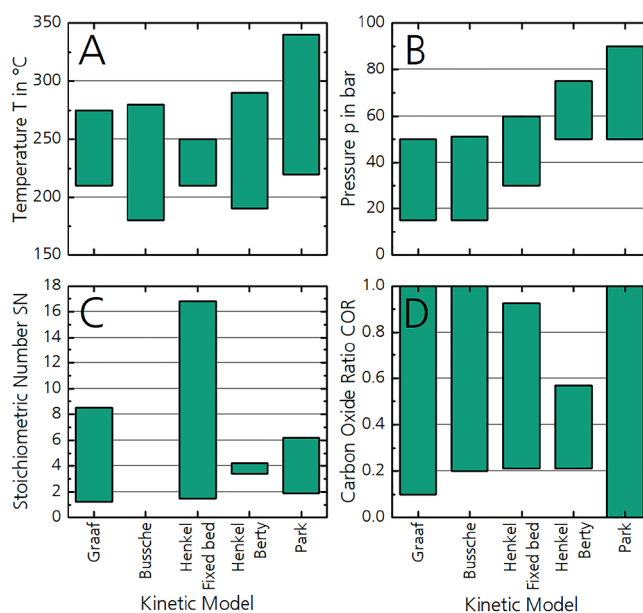 A
Temperature T in °C
350
300
250
200
150
B
Pressure p in bar
100
80
60
40
20
0
C
Stoichiometric Number SN
18
16
14
12
10
8
6
4
2
0
Graaf
Bussche
Henkel
Fixed bed
Henkel
Berty
Park
Kinetic Model
D
Carbon Oxide Ratio COR
1.0
0.8
0.6
0.4
0.2
0.0
Graaf
Bussche
Henkel
Fixed bed
Henkel
Berty
Park
Kinetic Model